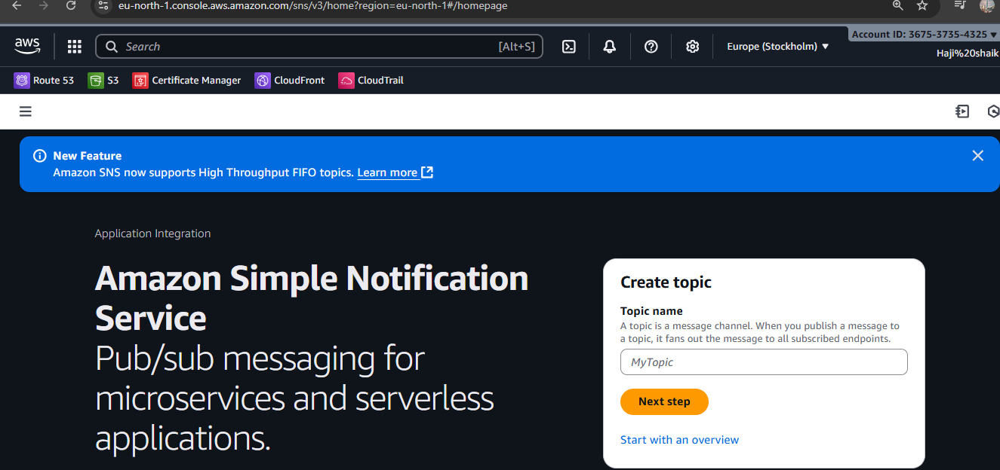 eu-north-1.console.aws.amazon.com/sns/v3/home?region=eu-north-1#/homepage
aws
Search
[Alt+S]
Europe (Stockholm)
Account ID: 3675-3735-4325
Haji%20shaik
Route 53
S3
Certificate Manager
CloudFront
CloudTrail
New Feature
Amazon SNS now supports High Throughput FIFO topics. Learn more
Application Integration
Amazon Simple Notification
Service
Pub/sub messaging for
microservices and serverless
applications.
Create topic
Topic name
A topic is a message channel. When you publish a message to
a topic, it fans out the message to all subscribed endpoints.
MyTopic
Next step
Start with an overview